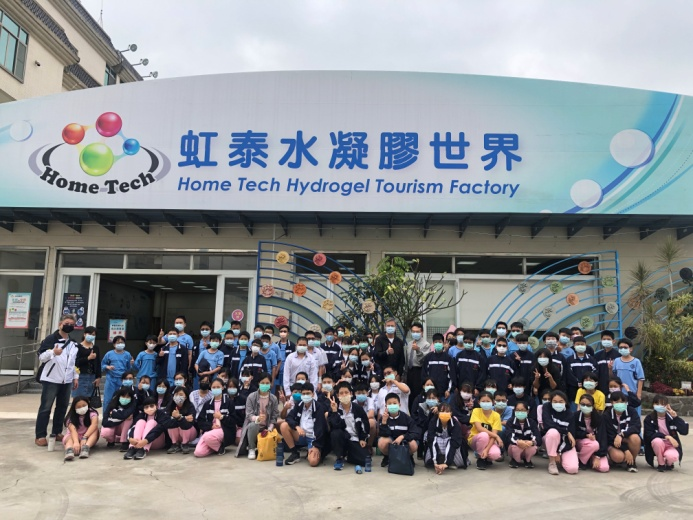 虹泰水凝膠世界
Home Tech
Home Tech Hydrogel Tourism Factory